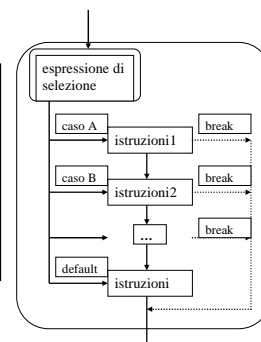 espressione di
selezione
caso A
istruzioni1
break
caso B
istruzioni2
break
...
break
default
istruzioni